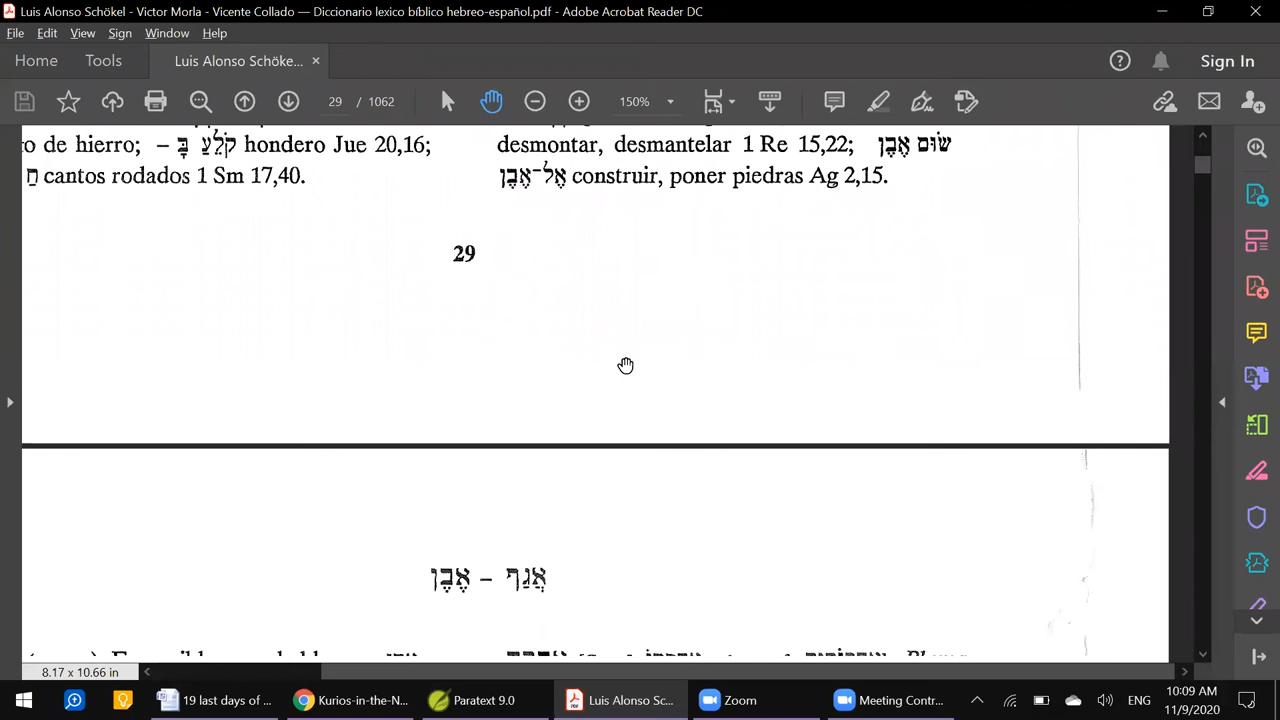 Luis Alonso Schökel - Victor Morla - Vicente Collado — Diccionario lexico bíblico hebreo-español.pdf - Adobe Acrobat Reader DC
File Edit View Sign Window Help
Home Tools Luis Alonso Schöke... × Sign In
29 / 1062 150%
o de hierro; – קֹלֵעַ בָּ hondero Jue 20,16;
חַ cantos rodados 1 Sm 17,40.
desmontar, desmantelar 1 Re 15,22; שׂוּם אֶבֶן
אֶל־אֶבֶן construir, poner piedras Ag 2,15.
29
אֶבֶן – אֲגַף
8.17 x 10.66 in
19 last days of ... Kurios-in-the-N... Paratext 9.0 Luis Alonso Sc... Zoom Meeting Contr... ENG 10:09 AM
11/9/2020